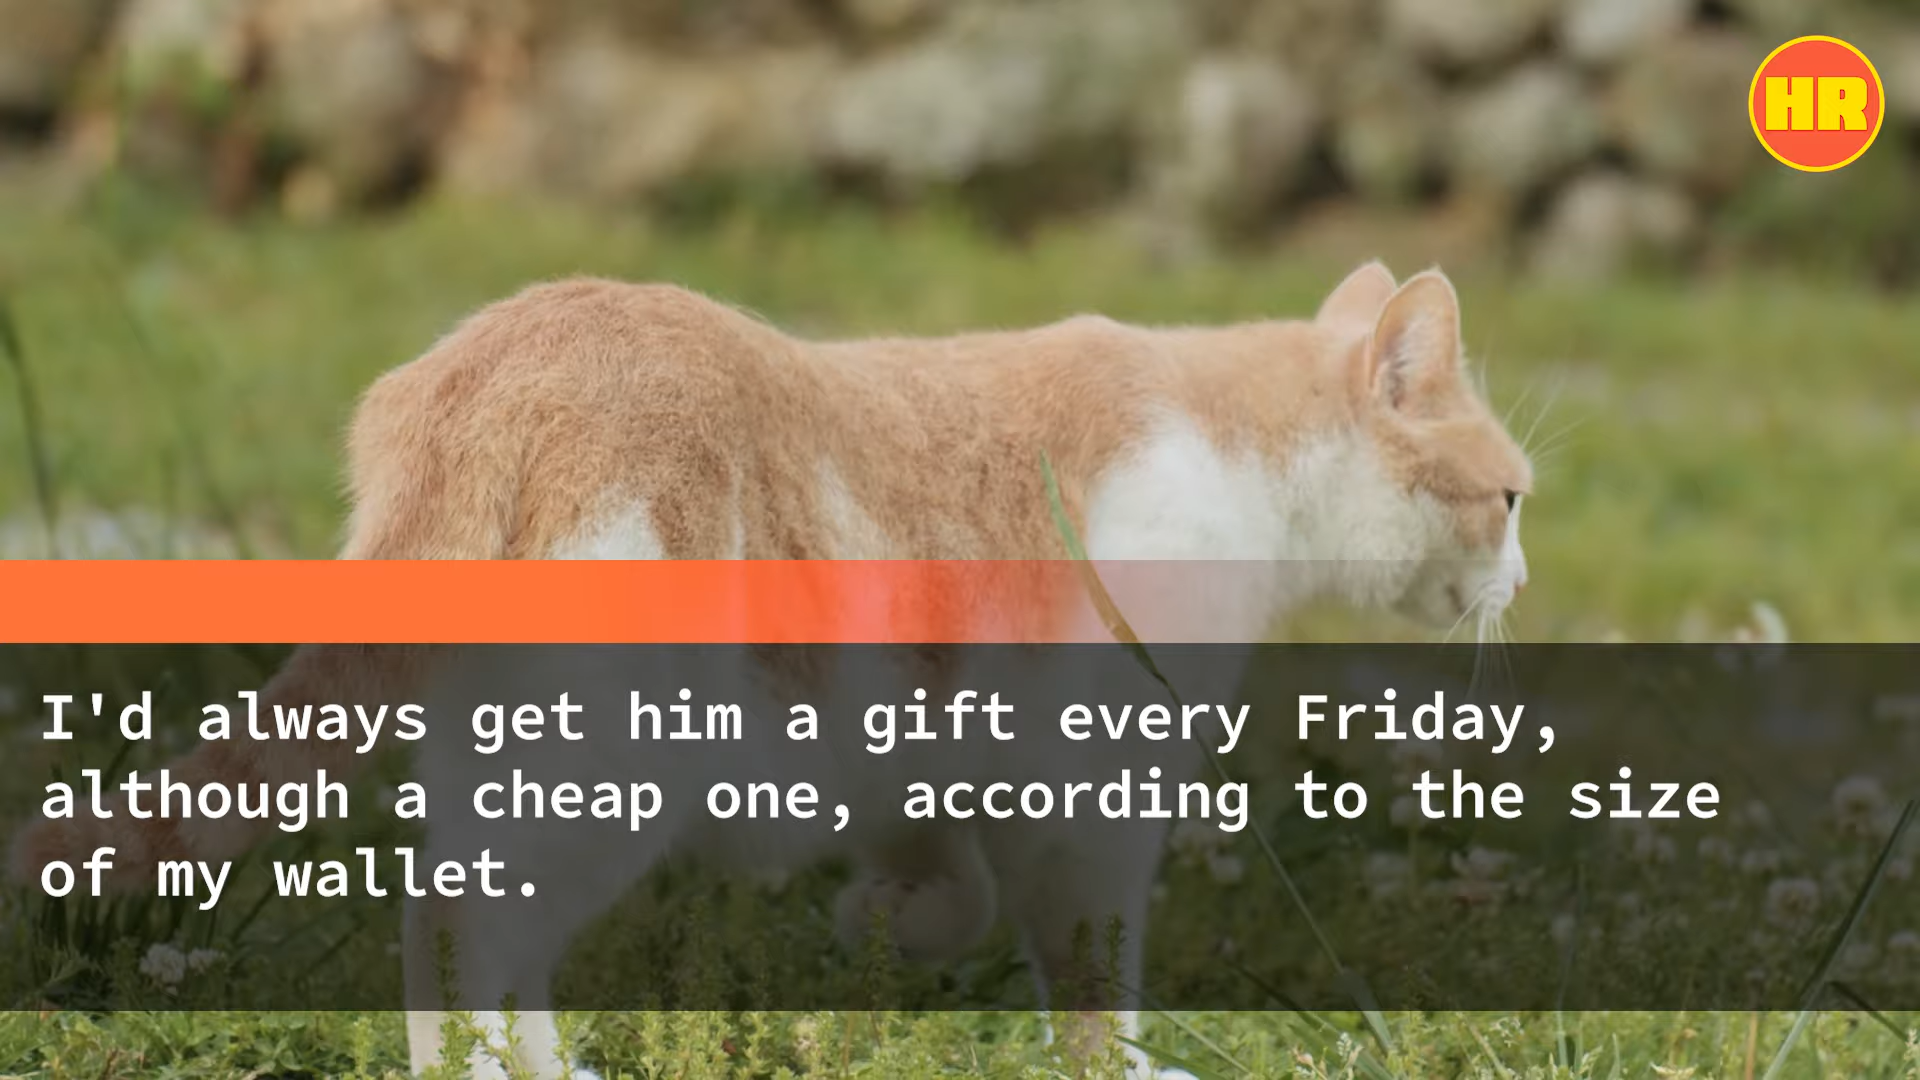 HR
I'd always get him a gift every Friday,
although a cheap one, according to the size
of my wallet.